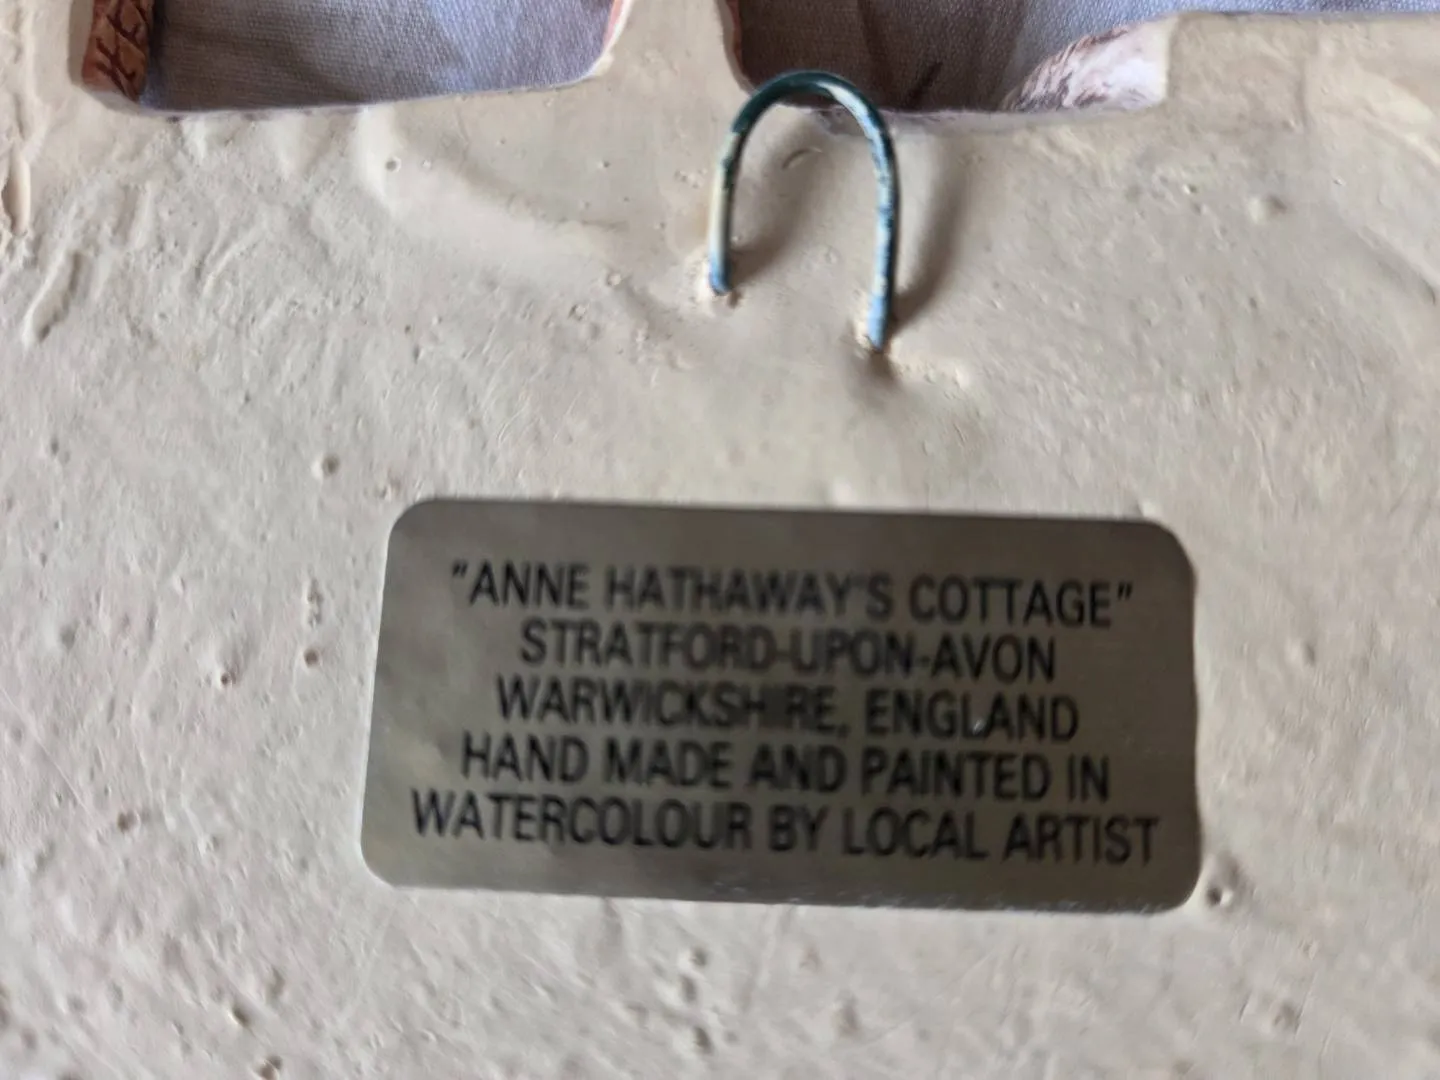 "ANNE HATHAWAY'S COTTAGE"
STRATFORD-UPON-AVON
WARWICKSHIRE, ENGLAND
HAND MADE AND PAINTED IN
WATERCOLOUR BY LOCAL ARTIST